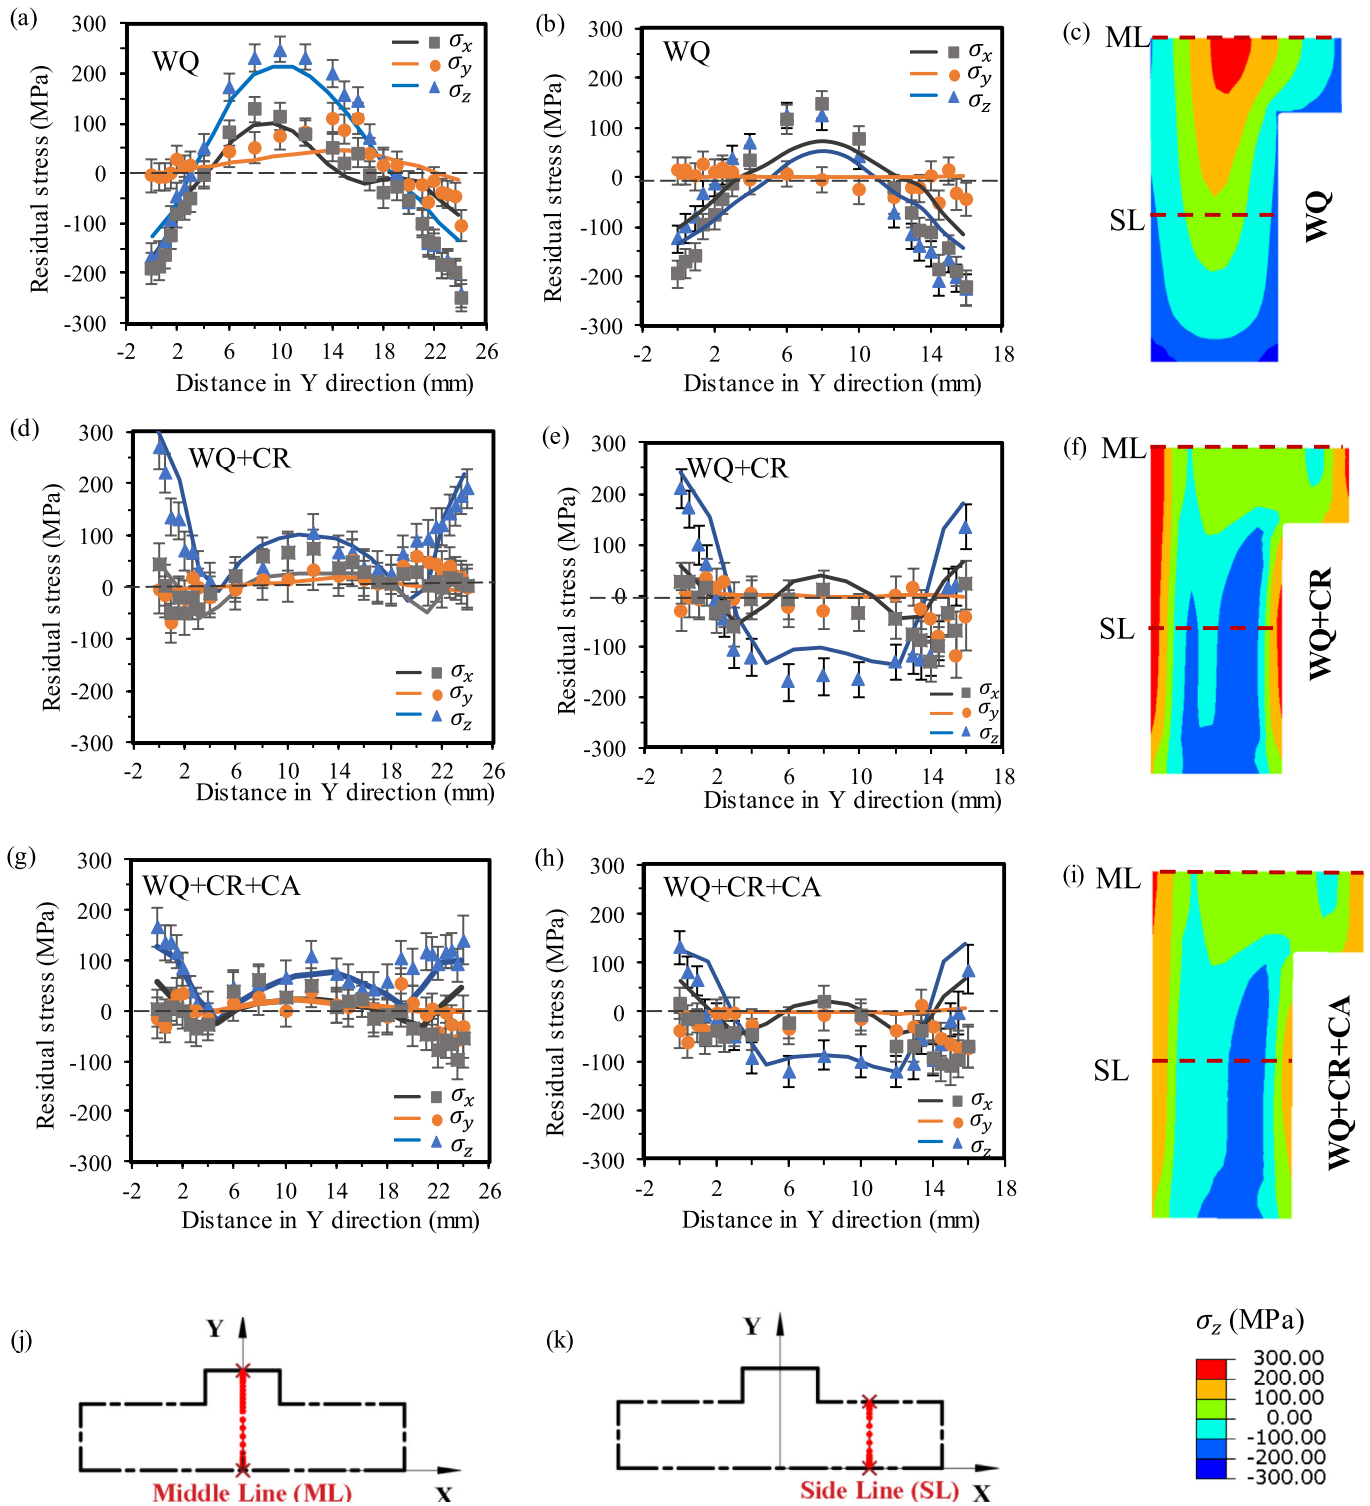 (a)
300
200
100
0
-100
-200
-300
-2
2
6
10
14
18
22
26
Residual stress (MPa)
Distance in Y direction (mm)
WQ
σx
σy
σz
(b)
300
200
100
0
-100
-200
-300
-2
2
6
10
14
18
Residual stress (MPa)
Distance in Y direction (mm)
WQ
σx
σy
σz
(c)
ML
SL
WQ
(d)
300
200
100
0
-100
-200
-300
-2
2
6
10
14
18
22
26
Residual stress (MPa)
Distance in Y direction (mm)
WQ+CR
σx
σy
σz
(e)
300
200
100
0
-100
-200
-300
-2
2
6
10
14
18
Residual stress (MPa)
Distance in Y direction (mm)
WQ+CR
σx
σy
σz
(f)
ML
SL
WQ+CR
(g)
300
200
100
0
-100
-200
-300
-2
2
6
10
14
18
22
26
Residual stress (MPa)
Distance in Y direction (mm)
WQ+CR+CA
σx
σy
σz
(h)
300
200
100
0
-100
-200
-300
-2
2
6
10
14
18
Residual stress (MPa)
Distance in Y direction (mm)
WQ+CR+CA
σx
σy
σz
(i)
ML
SL
WQ+CR+CA
(j)
Y
X
Middle Line (ML)
(k)
Y
X
Side Line (SL)
σz (MPa)
300.00
200.00
100.00
0.00
-100.00
-200.00
-300.00